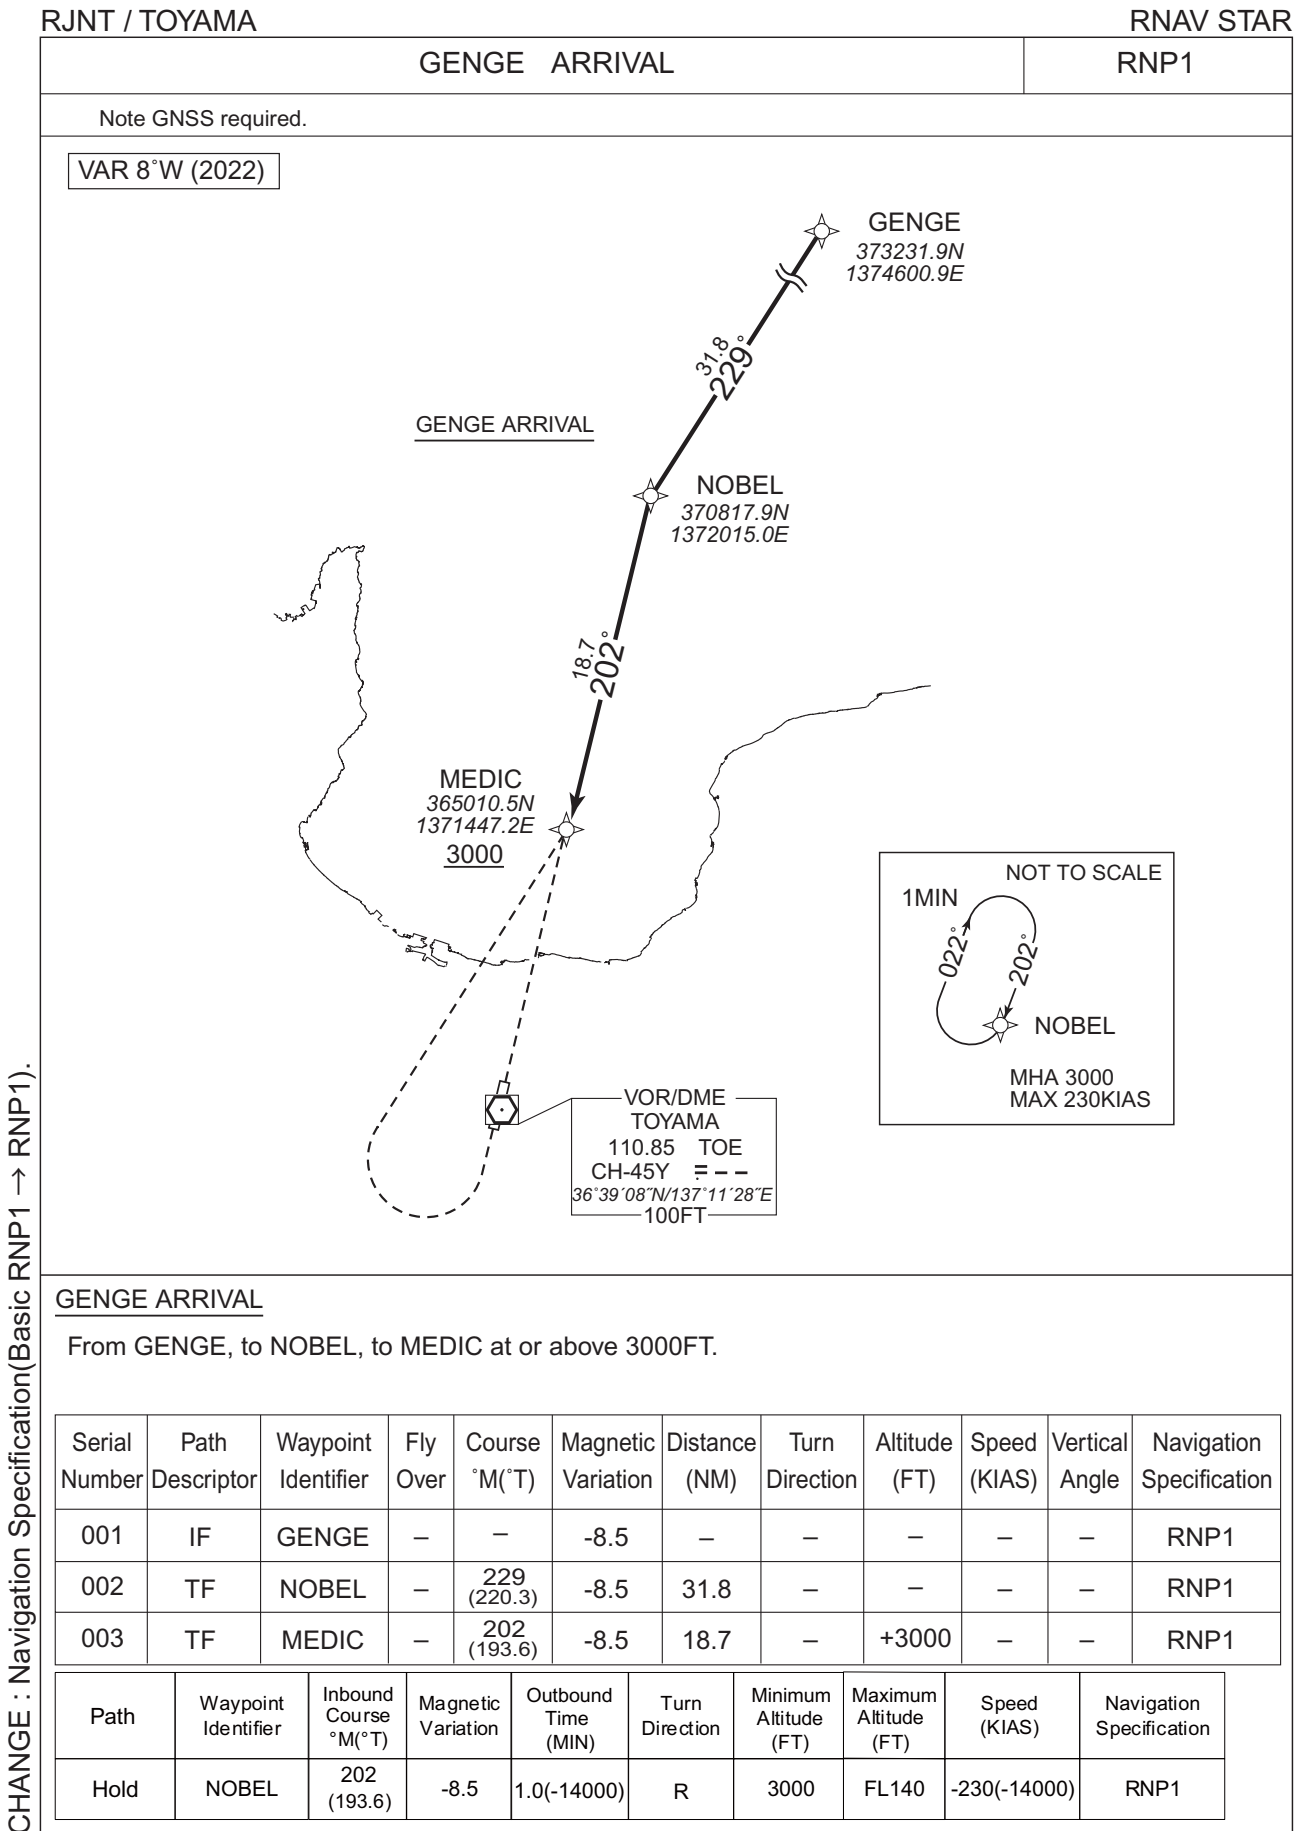 RJNT / TOYAMA
RNAV STAR
GENGE ARRIVAL
RNP1
Note GNSS required.
VAR 8°W (2022)
GENGE
373231.9N
1374600.9E
31.8
229°
GENGE ARRIVAL
NOBEL
370817.9N
1372015.0E
18.7
202°
MEDIC
365010.5N
1371447.2E
3000
NOT TO SCALE
1MIN
022°
202°
NOBEL
MHA 3000
MAX 230KIAS
VOR/DME
TOYAMA
110.85 TOE
CH-45Y
36°39′08″N/137°11′28″E
100FT
GENGE ARRIVAL
From GENGE, to NOBEL, to MEDIC at or above 3000FT.
Serial Number Path Descriptor Waypoint Identifier Fly Over Course °M(°T) Magnetic Variation Distance (NM) Turn Direction Altitude (FT) Speed (KIAS) Vertical Angle Navigation Specification
001 IF GENGE – – -8.5 – – – – – RNP1
002 TF NOBEL – 229 (220.3) -8.5 31.8 – – – – RNP1
003 TF MEDIC – 202 (193.6) -8.5 18.7 – +3000 – – RNP1
Path Waypoint Identifier Inbound Course °M(°T) Magnetic Variation Outbound Time (MIN) Turn Direction Minimum Altitude (FT) Maximum Altitude (FT) Speed (KIAS) Navigation Specification
Hold NOBEL 202 (193.6) -8.5 1.0(-14000) R 3000 FL140 -230(-14000) RNP1
CHANGE : Navigation Specification(Basic RNP1 → RNP1).